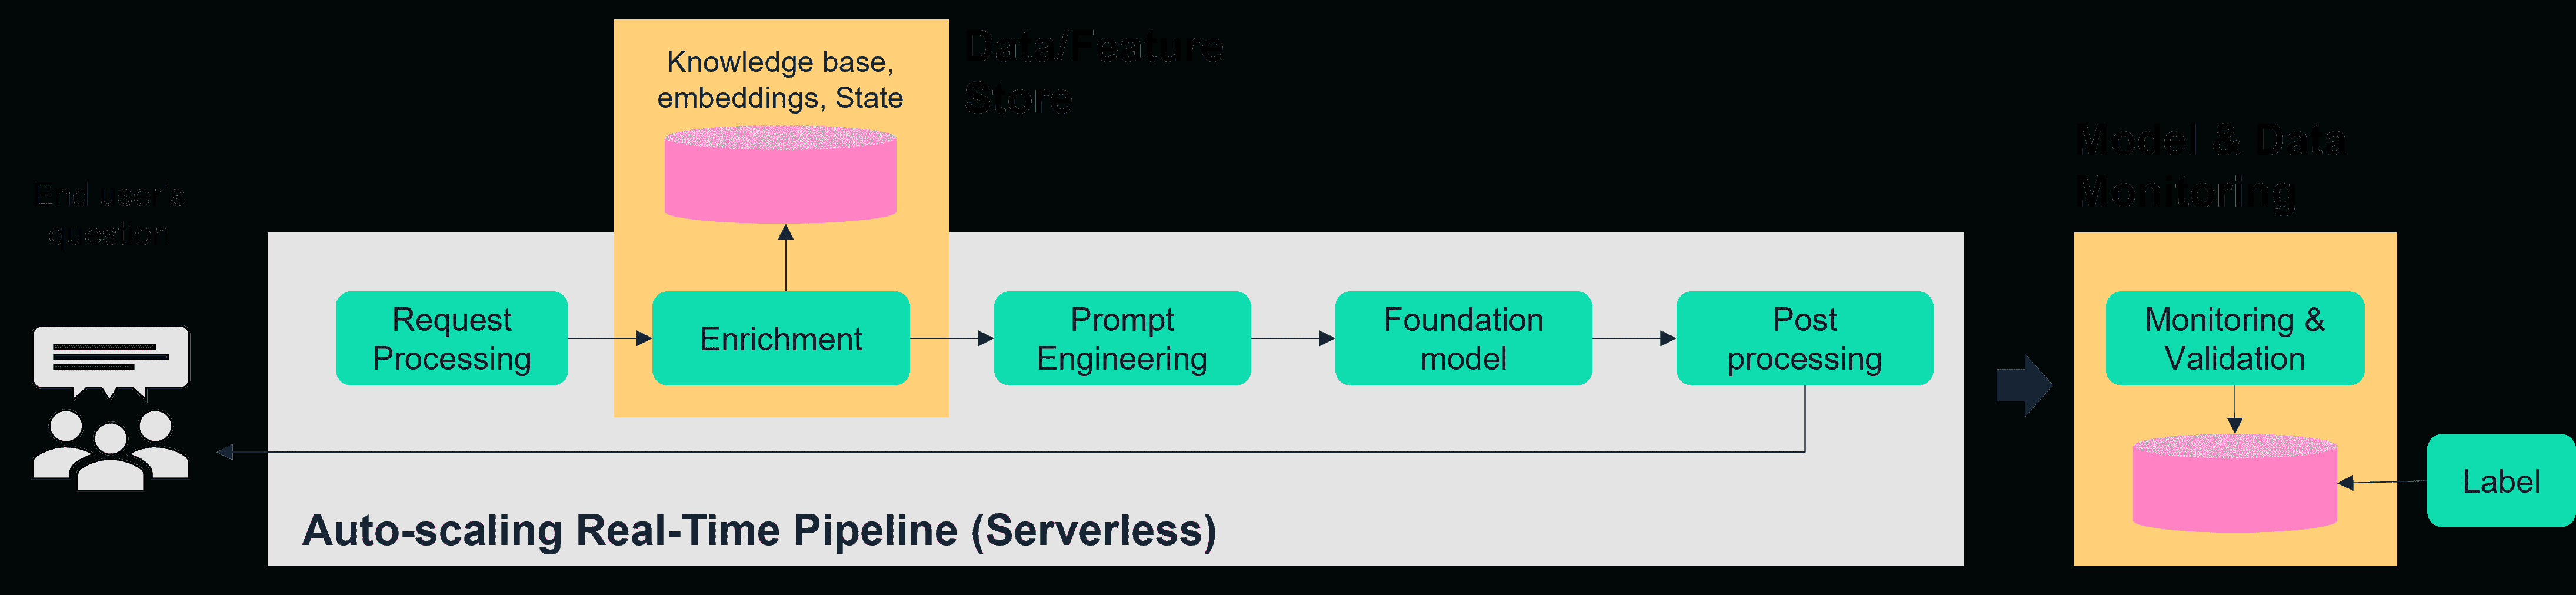 Knowledge base,
embeddings, State
Data/Feature
Store
Model & Data
Monitoring
End user's
question
Request
Processing
Enrichment
Prompt
Engineering
Foundation
model
Post
processing
Monitoring &
Validation
Label
Auto-scaling Real-Time Pipeline (Serverless)